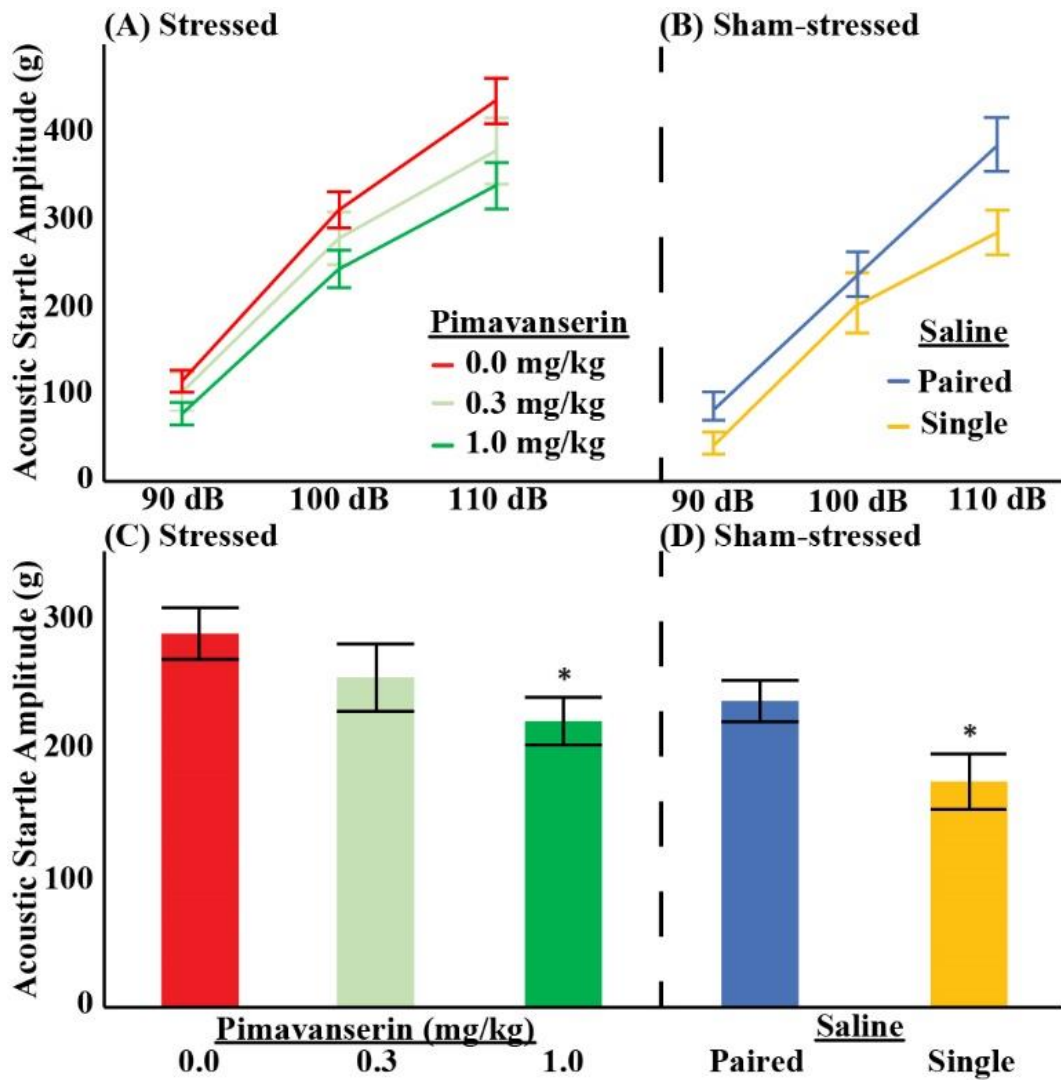 (A) Stressed
(B) Sham-stressed
Acoustic Startle Amplitude (g)
400
300
200
100
0
Pimavanserin
0.0 mg/kg
0.3 mg/kg
1.0 mg/kg
Saline
Paired
Single
90 dB 100 dB 110 dB
90 dB 100 dB 110 dB
(C) Stressed
(D) Sham-stressed
Acoustic Startle Amplitude (g)
300
200
100
0
*
*
Pimavanserin (mg/kg)
0.0 0.3 1.0
Saline
Paired Single